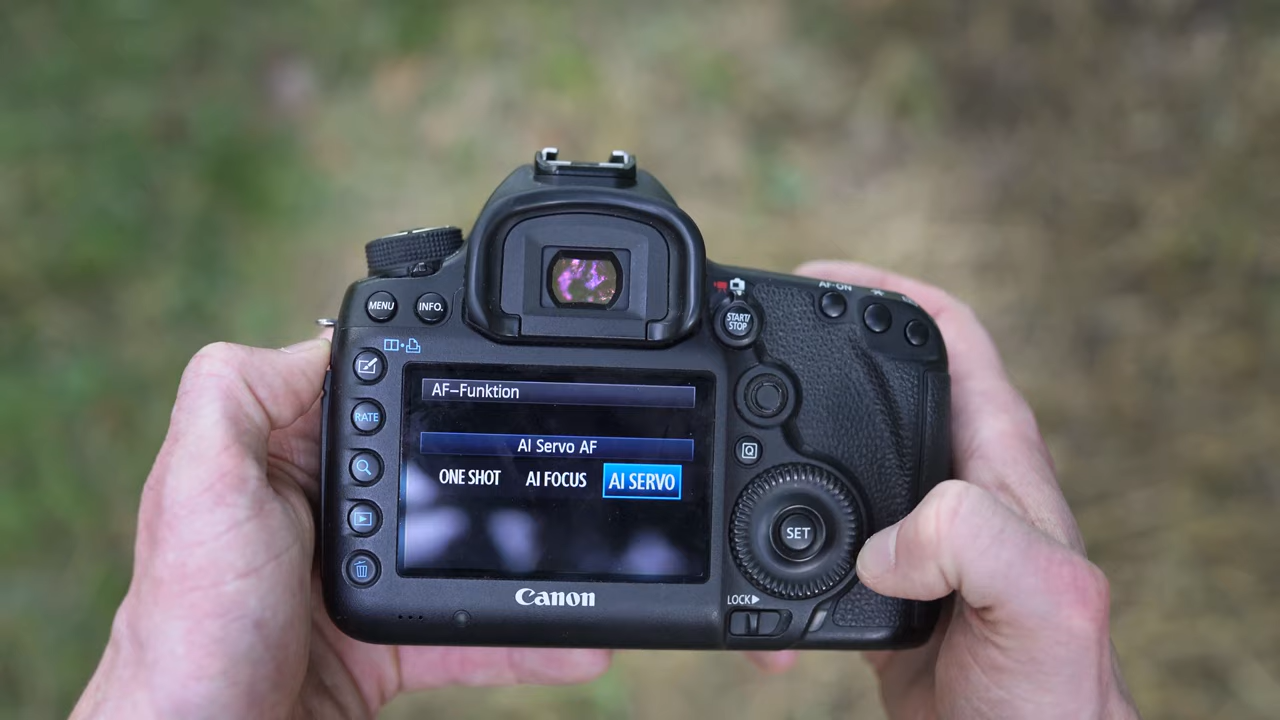 MENU
INFO.
START/
STOP
AF-ON
RATE
AF-Funktion
AI Servo AF
ONE SHOT AI FOCUS AI SERVO
Q
SET
LOCK▶
Canon